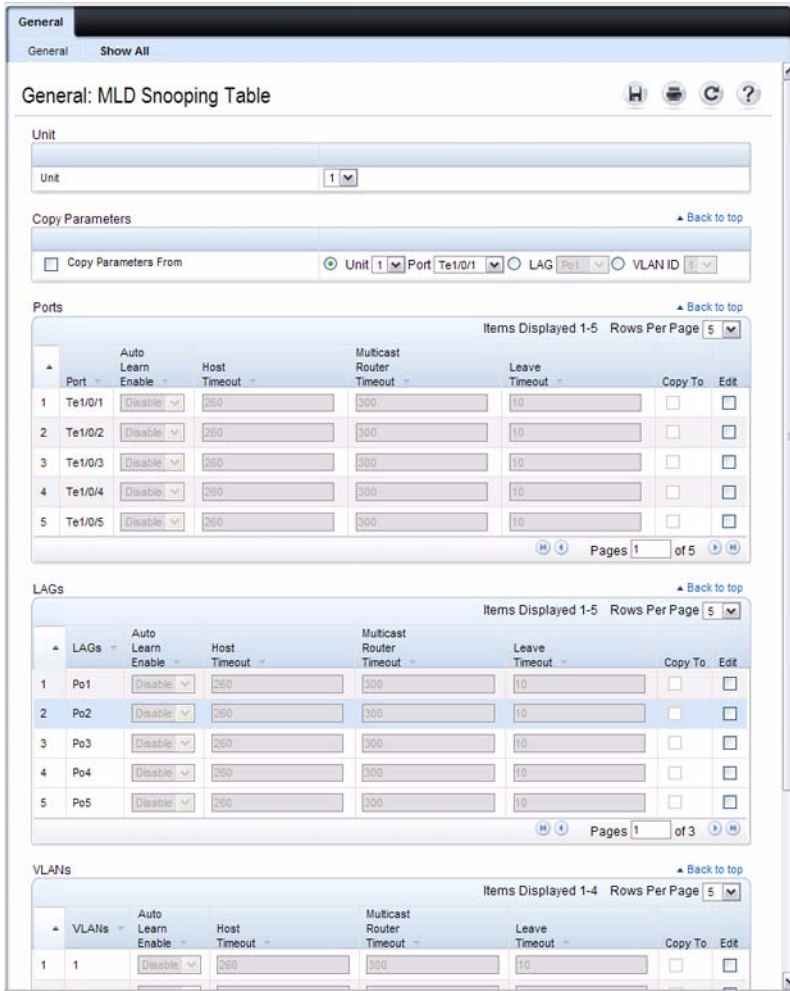 General
General Show All
General: MLD Snooping Table
Unit
Unit 1
Copy Parameters Back to top
Copy Parameters From Unit 1 Port Te1/0/1 LAG Po1 VLAN ID
Ports Back to top
Items Displayed 1-5 Rows Per Page 5
Port Auto Learn Enable Host Timeout Multicast Router Timeout Leave Timeout Copy To Edit
1 Te1/0/1 Disable 260 300 10
2 Te1/0/2 Disable 260 300 10
3 Te1/0/3 Disable 260 300 10
4 Te1/0/4 Disable 260 300 10
5 Te1/0/5 Disable 260 300 10
Pages 1 of 5
LAGs Back to top
Items Displayed 1-5 Rows Per Page 5
LAGs Auto Learn Enable Host Timeout Multicast Router Timeout Leave Timeout Copy To Edit
1 Po1 Disable 260 300 10
2 Po2 Disable 260 300 10
3 Po3 Disable 260 300 10
4 Po4 Disable 260 300 10
5 Po5 Disable 260 300 10
Pages 1 of 3
VLANs Back to top
Items Displayed 1-4 Rows Per Page 5
VLANs Auto Learn Enable Host Timeout Multicast Router Timeout Leave Timeout Copy To Edit
1 1 Disable 260 300 10